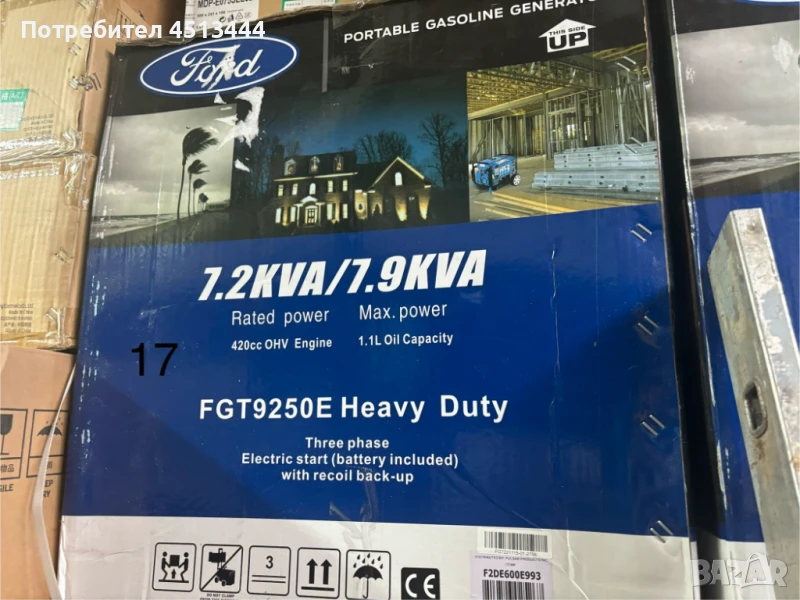 Потребител 4513444
Ford
PORTABLE GASOLINE GENERATOR
THIS SIDE
UP
7.2KVA/7.9KVA
Rated power Max. power
420cc OHV Engine 1.1L Oil Capacity
17
FGT9250E Heavy Duty
Three phase
Electric start (battery included)
with recoil back-up
3
CE
F2DE600E993
BAZAR